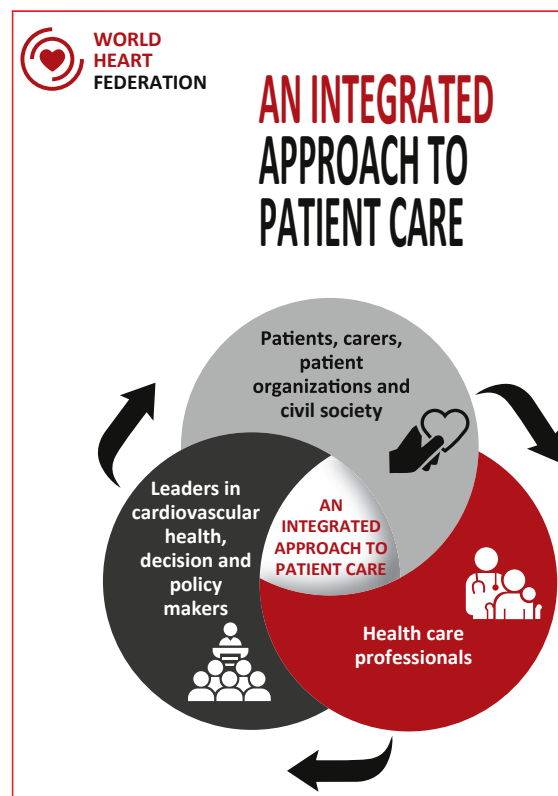 WORLD
HEART
FEDERATION
AN INTEGRATED
APPROACH TO
PATIENT CARE
Patients, carers,
patient
organizations and
civil society
Leaders in
cardiovascular
health,
decision and
policy
makers
AN
INTEGRATED
APPROACH TO
PATIENT CARE
Health care
professionals